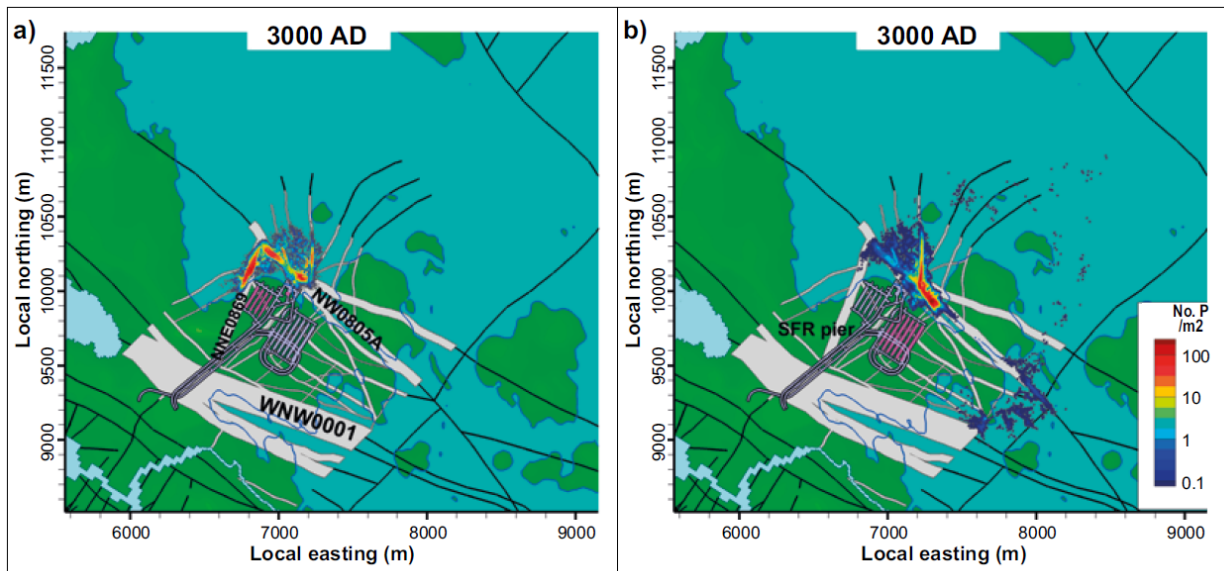 a)
3000 AD
Local northing (m)
11500
11000
10500
10000
9500
9000
NNE0869
NW0805A
WNW0001
6000 7000 8000 9000
Local easting (m)
b)
3000 AD
Local northing (m)
11500
11000
10500
10000
9500
9000
SFR pier
No. P
/m2
100
10
1
0.1
6000 7000 8000 9000
Local easting (m)